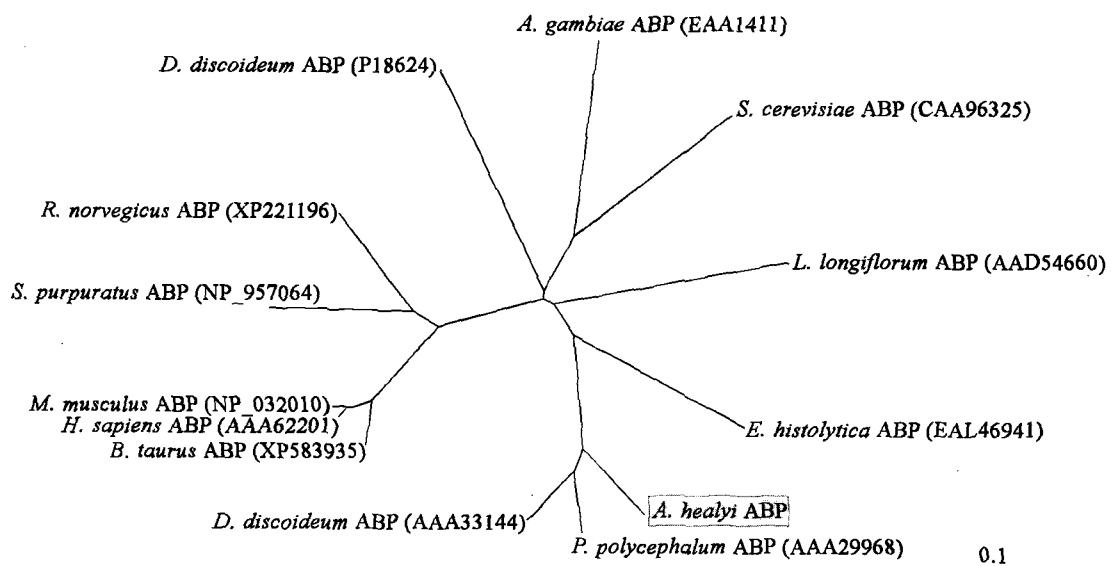 A. gambiae ABP (EAA1411)
D. discoideum ABP (P18624)
S. cerevisiae ABP (CAA96325)
R. norvegicus ABP (XP221196)
L. longiflorum ABP (AAD54660)
S. purpuratus ABP (NP_957064)
M. musculus ABP (NP_032010)
H. sapiens ABP (AAA62201)
E. histolytica ABP (EAL46941)
B. taurus ABP (XP583935)
A. healyi ABP
D. discoideum ABP (AAA33144)
P. polycephalum ABP (AAA29968)
0.1